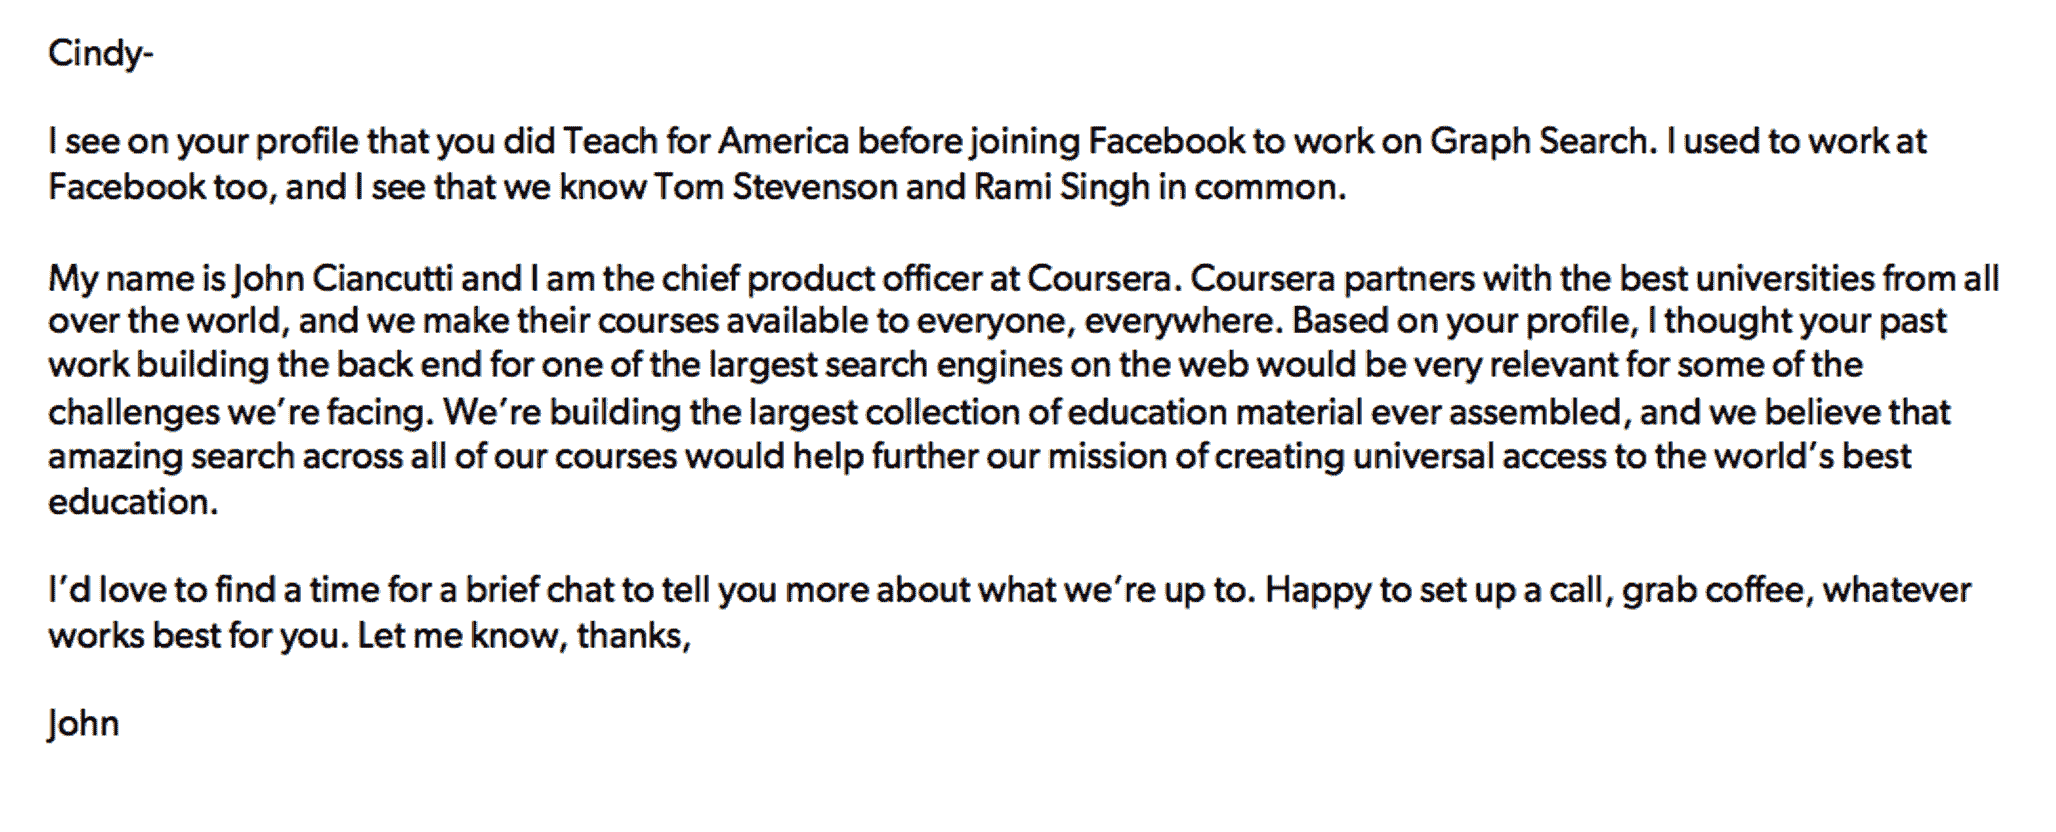 Cindy-
I see on your profile that you did Teach for America before joining Facebook to work on Graph Search. I used to work at
Facebook too, and I see that we know Tom Stevenson and Rami Singh in common.
My name is John Ciancutti and I am the chief product officer at Coursera. Coursera partners with the best universities from all
over the world, and we make their courses available to everyone, everywhere. Based on your profile, I thought your past
work building the back end for one of the largest search engines on the web would be very relevant for some of the
challenges we’re facing. We’re building the largest collection of education material ever assembled, and we believe that
amazing search across all of our courses would help further our mission of creating universal access to the world’s best
education.
I’d love to find a time for a brief chat to tell you more about what we’re up to. Happy to set up a call, grab coffee, whatever
works best for you. Let me know, thanks,
John